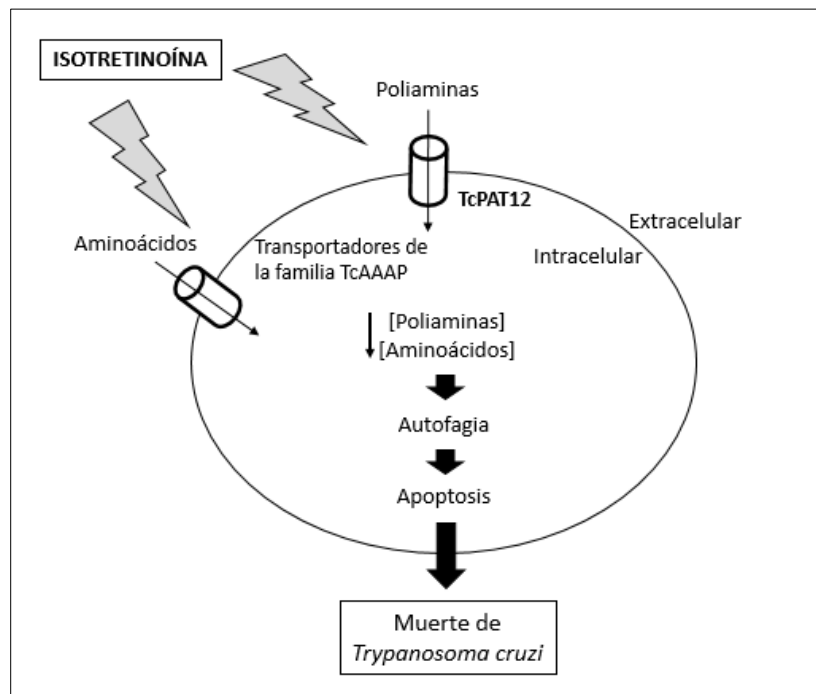 ISOTRETINOÍNA
Poliaminas
TcPAT12
Extracelular
Intracelular
Aminoácidos
Transportadores de
la familia TcAAAP
[Poliaminas]
[Aminoácidos]
Autofagia
Apoptosis
Muerte de
Trypanosoma cruzi